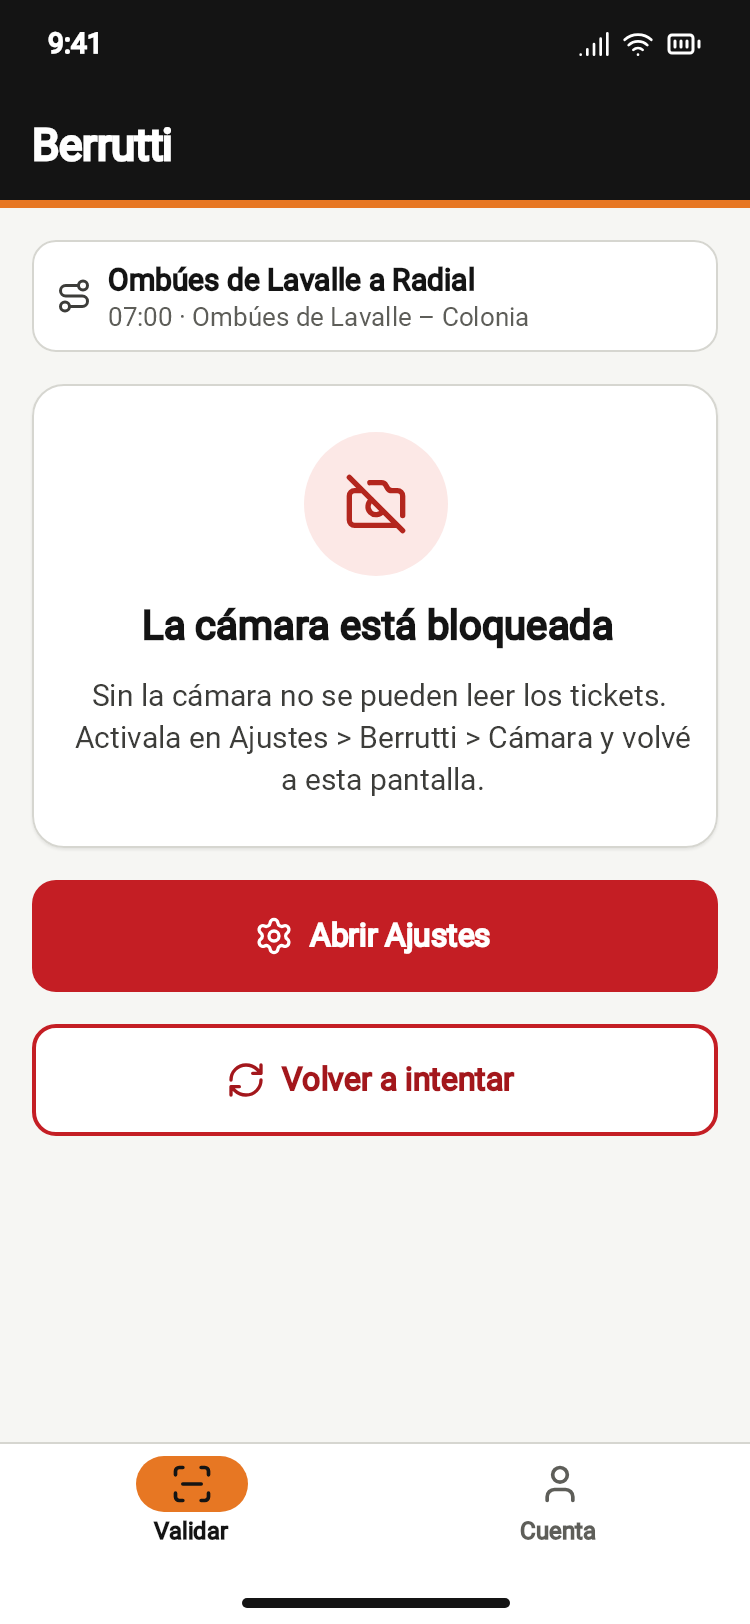 9:41
Berrutti
Ombúes de Lavalle a Radial
07:00 · Ombúes de Lavalle – Colonia
La cámara está bloqueada
Sin la cámara no se pueden leer los tickets.
Activala en Ajustes > Berrutti > Cámara y volvé
a esta pantalla.
Abrir Ajustes
Volver a intentar
Validar
Cuenta